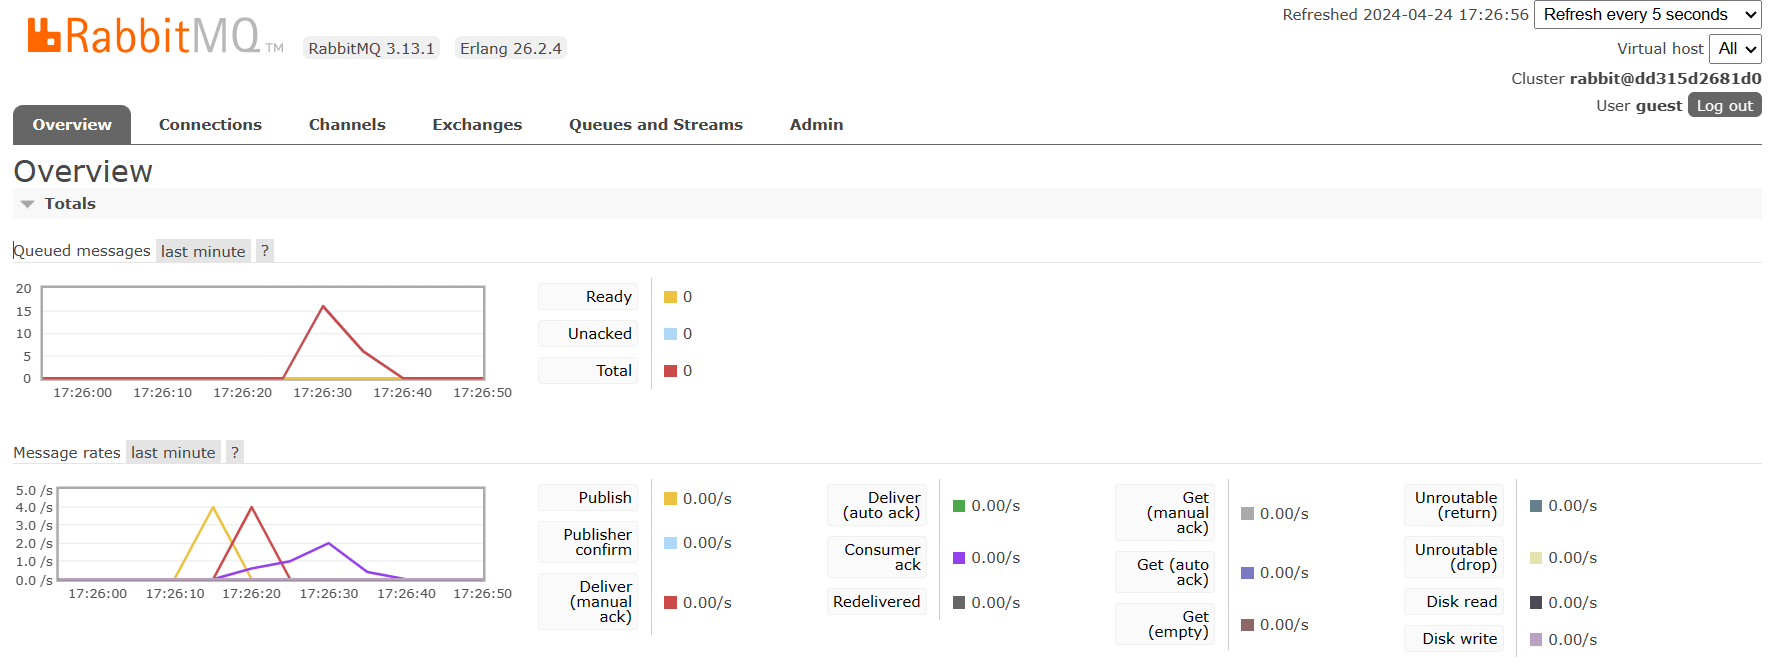 RabbitMQ TM
RabbitMQ 3.13.1
Erlang 26.2.4
Refreshed 2024-04-24 17:26:56
Refresh every 5 seconds
Virtual host All
Cluster rabbit@dd315d2681d0
User guest Log out
Overview
Connections
Channels
Exchanges
Queues and Streams
Admin
Overview
Totals
Queued messages last minute ?
20
15
10
5
0
17:26:00 17:26:10 17:26:20 17:26:30 17:26:40 17:26:50
Ready 0
Unacked 0
Total 0
Message rates last minute ?
5.0 /s
4.0 /s
3.0 /s
2.0 /s
1.0 /s
0.0 /s
17:26:00 17:26:10 17:26:20 17:26:30 17:26:40 17:26:50
Publish 0.00/s
Publisher
confirm 0.00/s
Deliver
(manual
ack) 0.00/s
Deliver
(auto ack) 0.00/s
Consumer
ack 0.00/s
Redelivered 0.00/s
Get
(manual
ack) 0.00/s
Get (auto
ack) 0.00/s
Get
(empty) 0.00/s
Unroutable
(return) 0.00/s
Unroutable
(drop) 0.00/s
Disk read 0.00/s
Disk write 0.00/s